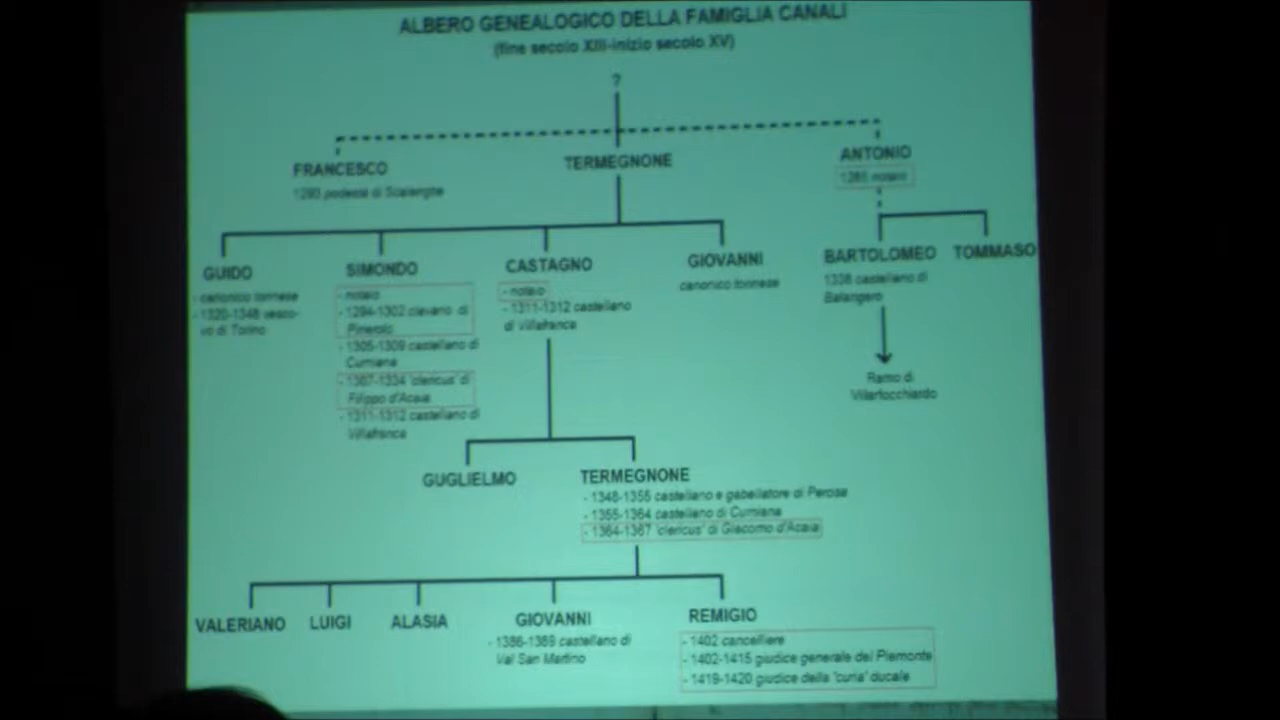 ALBERO GENEALOGICO DELLA FAMIGLIA CANALI
(fine secolo XIII-inizio secolo XV)
?
FRANCESCO
1293 podestà di Scalenghe
TERMEGNONE
ANTONIO
1285 notaio
GUIDO
- canonico torinese
- 1320-1348 vesco-
vo di Torino
SIMONDO
- notaio
- 1294-1302 clavario di
Pinerolo
- 1305-1309 castellano di
Cumiana
- 1307-1334 'clericus' di
Filippo d'Acaia
- 1311-1312 castellano di
Villafranca
CASTAGNO
- notaio
- 1311-1312 castellano
di Villafranca
GIOVANNI
canonico torinese
BARTOLOMEO
1338 castellano di
Balangero
TOMMASO
Ramo di
Villarfocchiardo
GUGLIELMO
TERMEGNONE
- 1348-1355 castellano e gabellatore di Perosa
- 1355-1364 castellano di Cumiana
- 1364-1367 'clericus' di Giacomo d'Acaia
VALERIANO
LUIGI
ALASIA
GIOVANNI
- 1386-1389 castellano di
Val San Martino
REMIGIO
- 1402 cancelliere
- 1402-1415 giudice generale del Piemonte
- 1419-1420 giudice della 'curia' ducale